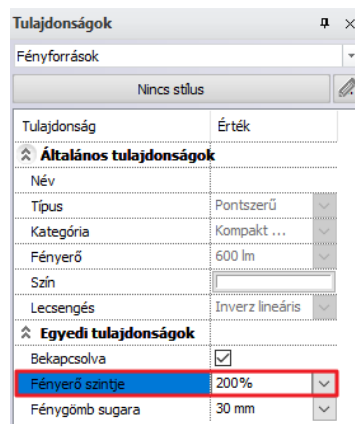 Tulajdonságok
Fényforrások
Nincs stílus
Tulajdonság Érték
Általános tulajdonságok
Név
Típus Pontszerű
Kategória Kompakt ...
Fényerő 600 lm
Szín
Lecsengés Inverz lineáris
Egyedi tulajdonságok
Bekapcsolva
Fényerő szintje 200%
Fénygömb sugara 30 mm